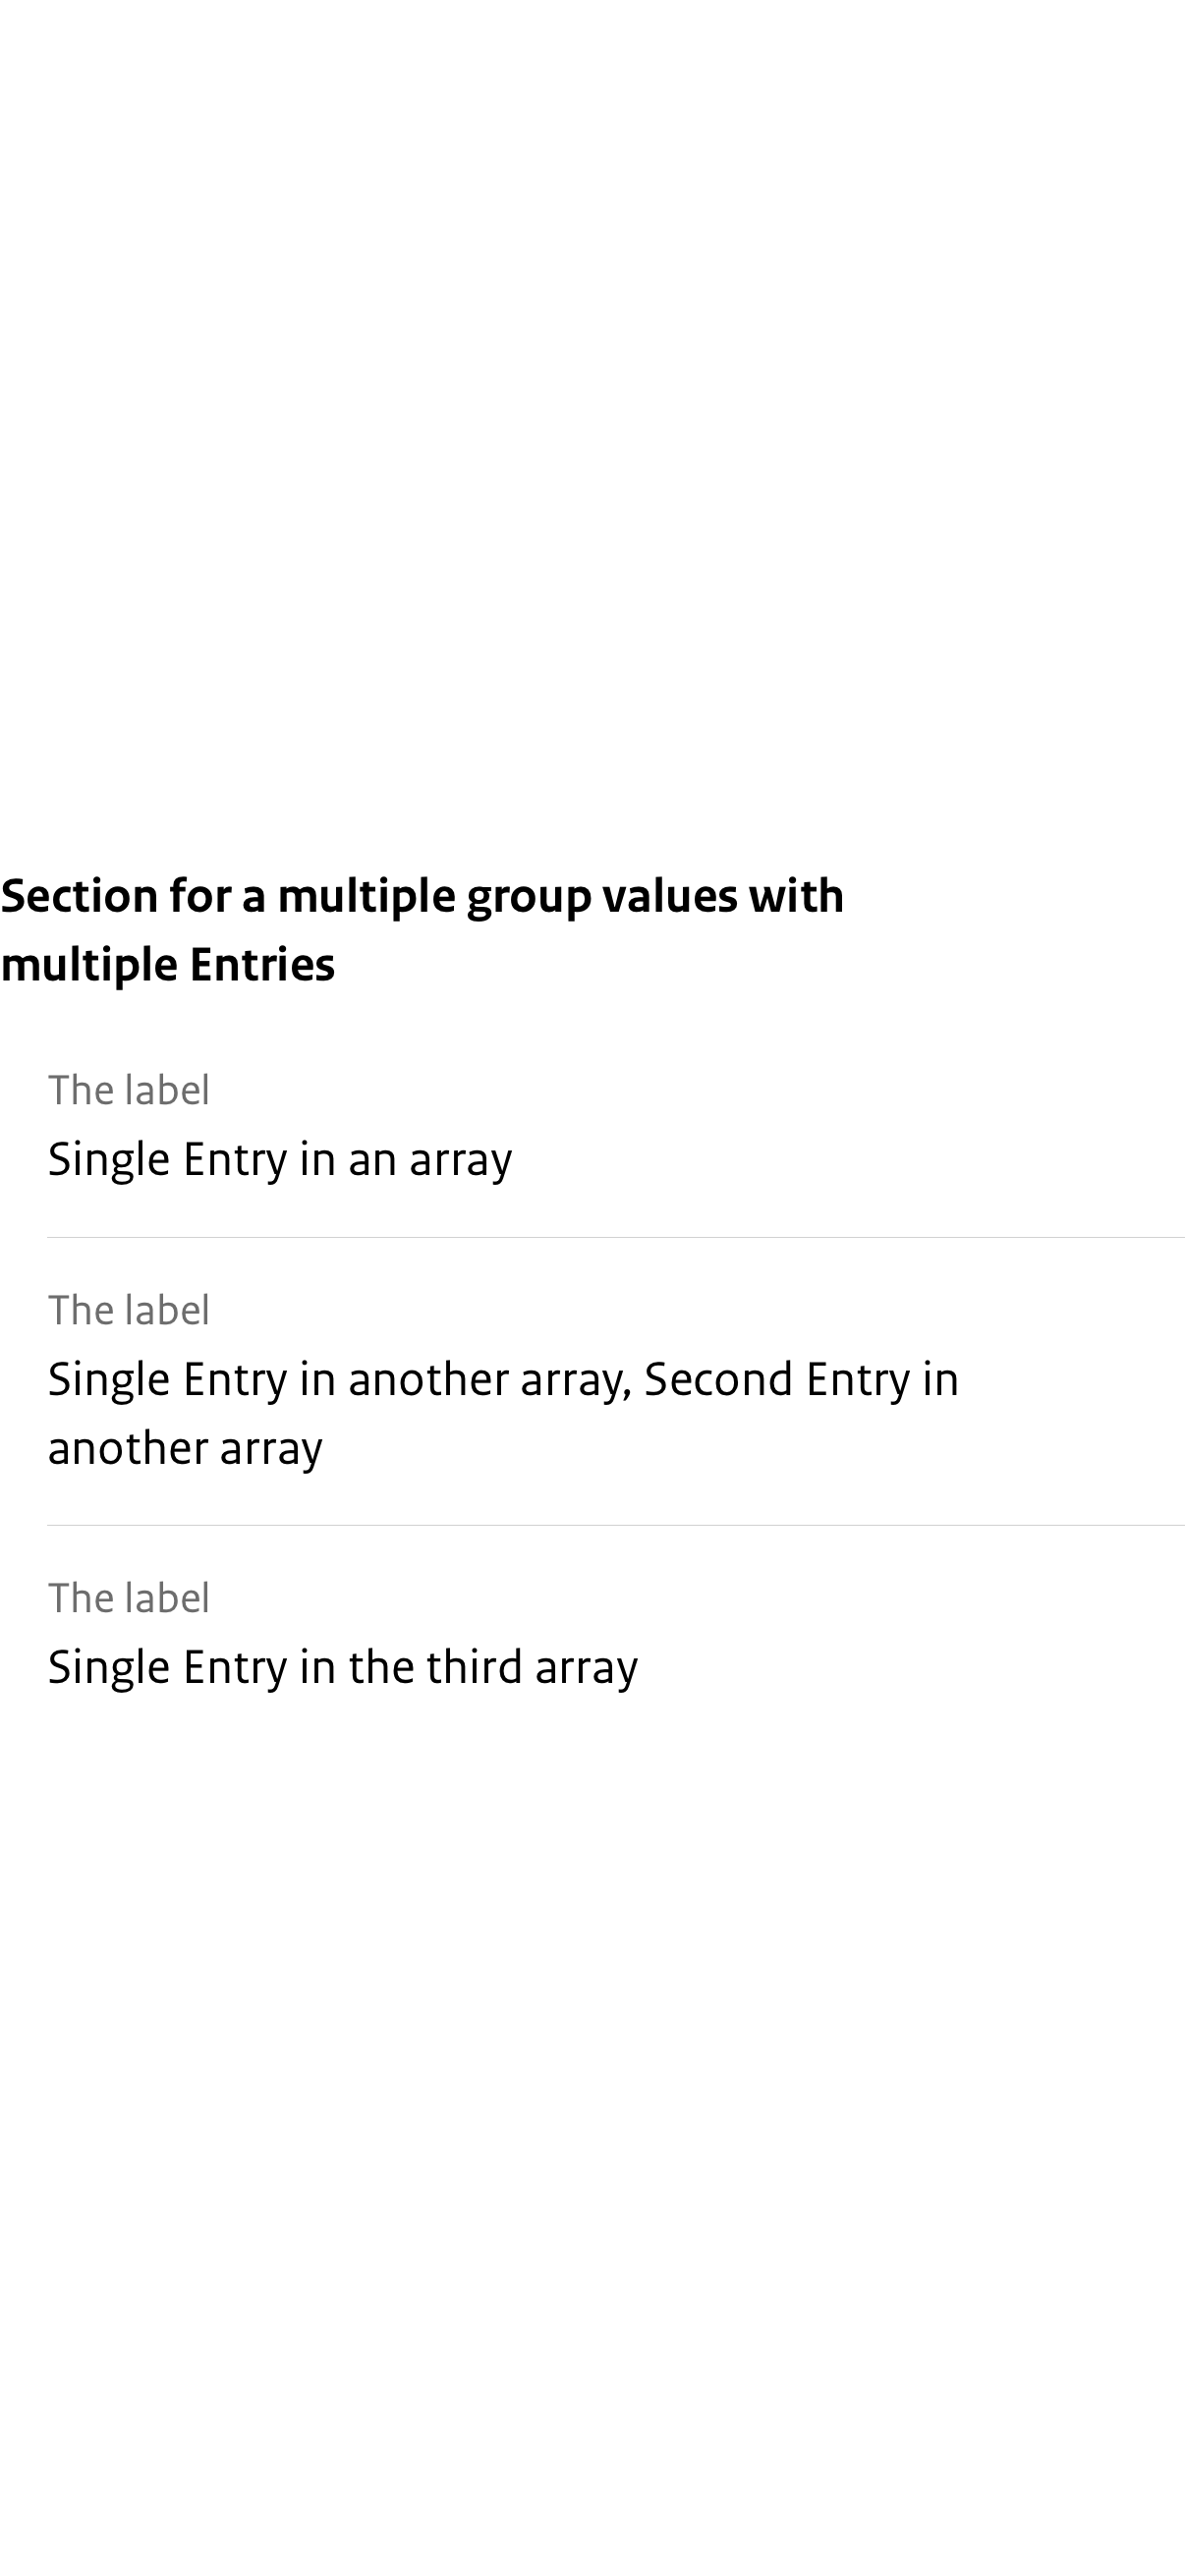 Section for a multiple group values with
multiple Entries
The label
Single Entry in an array
The label
Single Entry in another array, Second Entry in
another array
The label
Single Entry in the third array